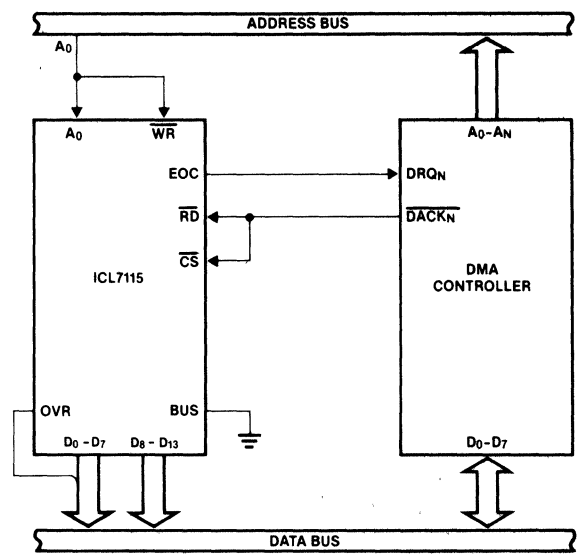 ADDRESS BUS
A0
A0
WR
A0-AN
EOC
DRQN
RD
DACKN
CS
ICL7115
DMA
CONTROLLER
OVR
BUS
D0 - D7
D8 - D13
D0-D7
DATA BUS